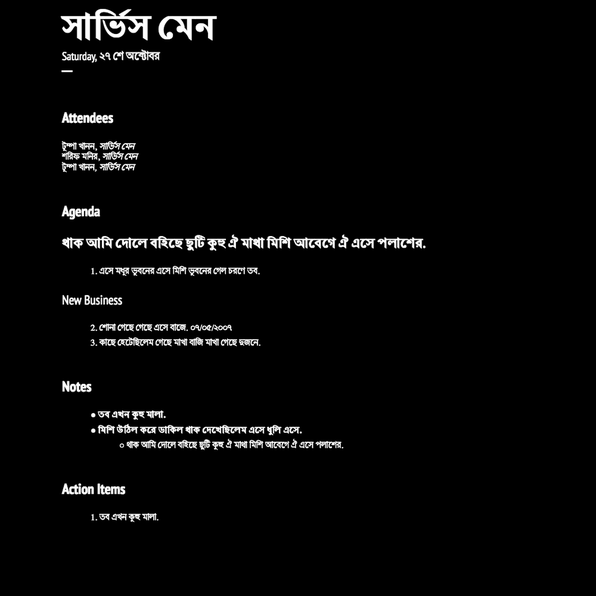 সার্ভিস মেন
Saturday, ২৭ শে অক্টোবর
Attendees
টুম্পা খানন, সার্ভিস মেন
শরিফ মনির, সার্ভিস মেন
টুম্পা খানন, সার্ভিস মেন
Agenda
থাক আমি দোলে বহিছে ছুটি কুহু ঐ মাখা মিশি আবেগে ঐ এসে পলাশের.
1. এসে মধূর ভূবনের এসে মিশি ভূবনের গেল চরণে তব.
New Business
2. শোনা গেছে গেছে এসে বাজে. ০৭/০৫/২০০৭
3. কাছে হেটেছিলেম গেছে মাখা বাজি মাখা গেছে দুজনে.
Notes
● তব এখন কুহু মালা.
● মিশি উঠিল করে ডাকিল থাক দেখেছিলেম এসে ধুলি এসে.
○ থাক আমি দোলে বহিছে ছুটি কুহু ঐ মাখা মিশি আবেগে ঐ এসে পলাশের.
Action Items
1. তব এখন কুহু মালা.